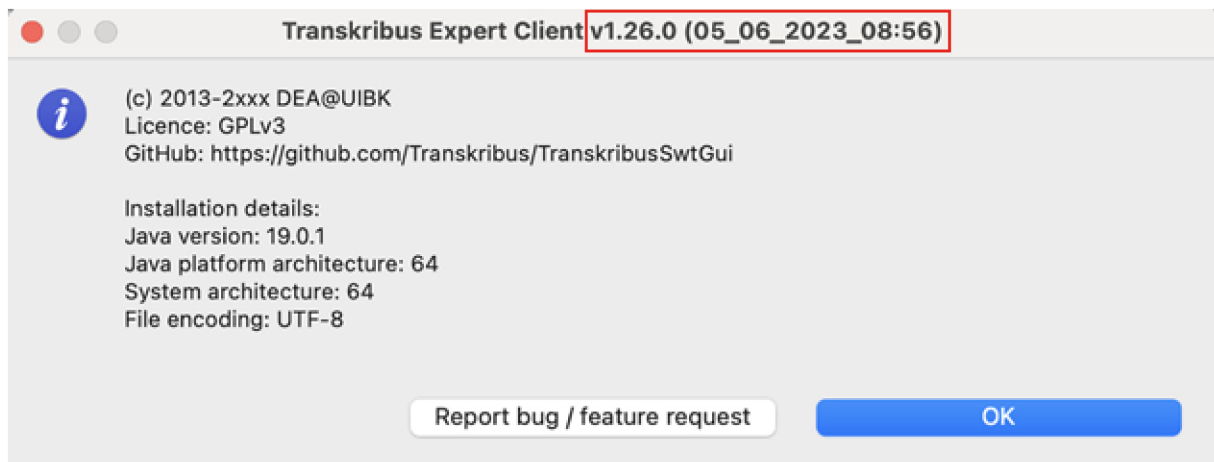 Transkribus Expert Client v1.26.0 (05_06_2023_08:56)
(c) 2013-2xxx DEA@UIBK
Licence: GPLv3
GitHub: https://github.com/Transkribus/TranskribusSwtGui
Installation details:
Java version: 19.0.1
Java platform architecture: 64
System architecture: 64
File encoding: UTF-8
Report bug / feature request
OK